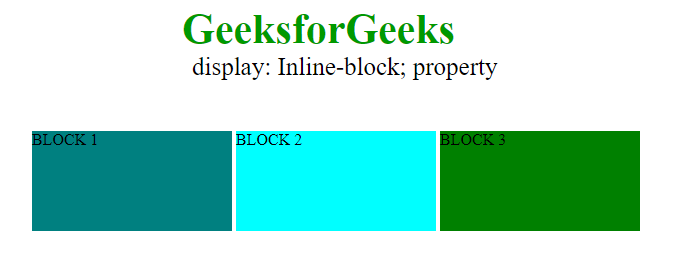 GeeksforGeeks
display: Inline-block; property
BLOCK 1 BLOCK 2 BLOCK 3